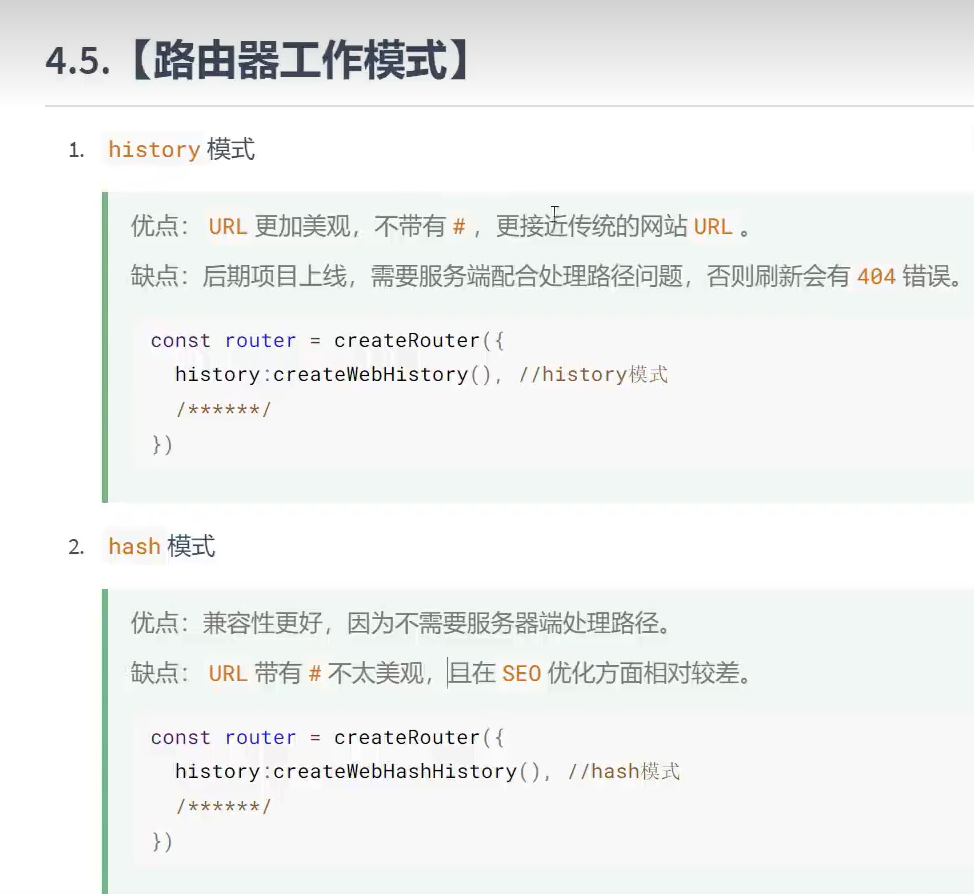 4.5.【路由器工作模式】
1. history 模式
优点： URL 更加美观，不带有 # ，更接近传统的网站 URL 。
缺点：后期项目上线，需要服务端配合处理路径问题，否则刷新会有 404 错误。
const router = createRouter({
  history:createWebHistory(), //history模式
  /******/
})
2. hash 模式
优点：兼容性更好，因为不需要服务器端处理路径。
缺点： URL 带有 # 不太美观，且在 SEO 优化方面相对较差。
const router = createRouter({
  history:createWebHashHistory(), //hash模式
  /******/
})